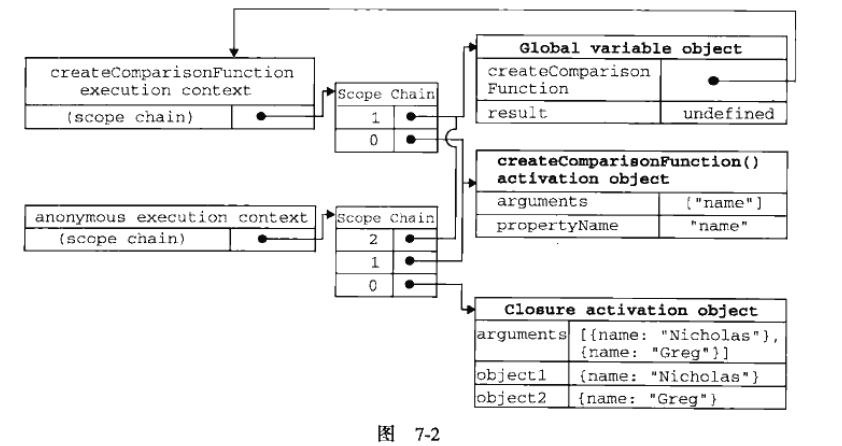 Global variable object
createComparison
Function
result undefined
createComparisonFunction
execution context
(scope chain)
Scope Chain
1
0
createComparisonFunction()
activation object
arguments ["name"]
propertyName "name"
anonymous execution context
(scope chain)
Scope Chain
2
1
0
Closure activation object
arguments [{name: "Nicholas"},
{name: "Greg"}]
object1 {name: "Nicholas"}
object2 {name: "Greg"}
图 7-2